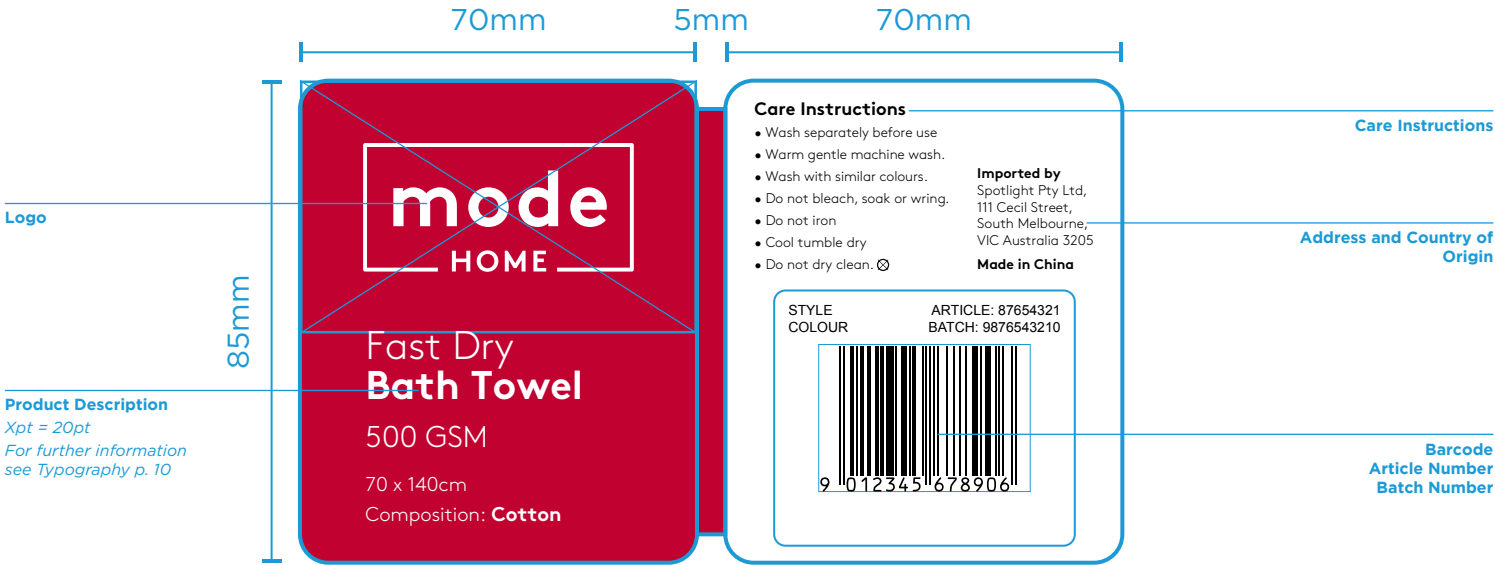 70mm
5mm
70mm
85mm
Logo
Product Description
Xpt = 20pt
For further information
see Typography p. 10
mode
HOME
Fast Dry
Bath Towel
500 GSM
70 x 140cm
Composition: Cotton
Care Instructions
• Wash separately before use
• Warm gentle machine wash.
• Wash with similar colours.
• Do not bleach, soak or wring.
• Do not iron
• Cool tumble dry
• Do not dry clean.
Imported by
Spotlight Pty Ltd,
111 Cecil Street,
South Melbourne,
VIC Australia 3205
Made in China
STYLE
COLOUR
ARTICLE: 87654321
BATCH: 9876543210
9 012345 678906
Care Instructions
Address and Country of
Origin
Barcode
Article Number
Batch Number